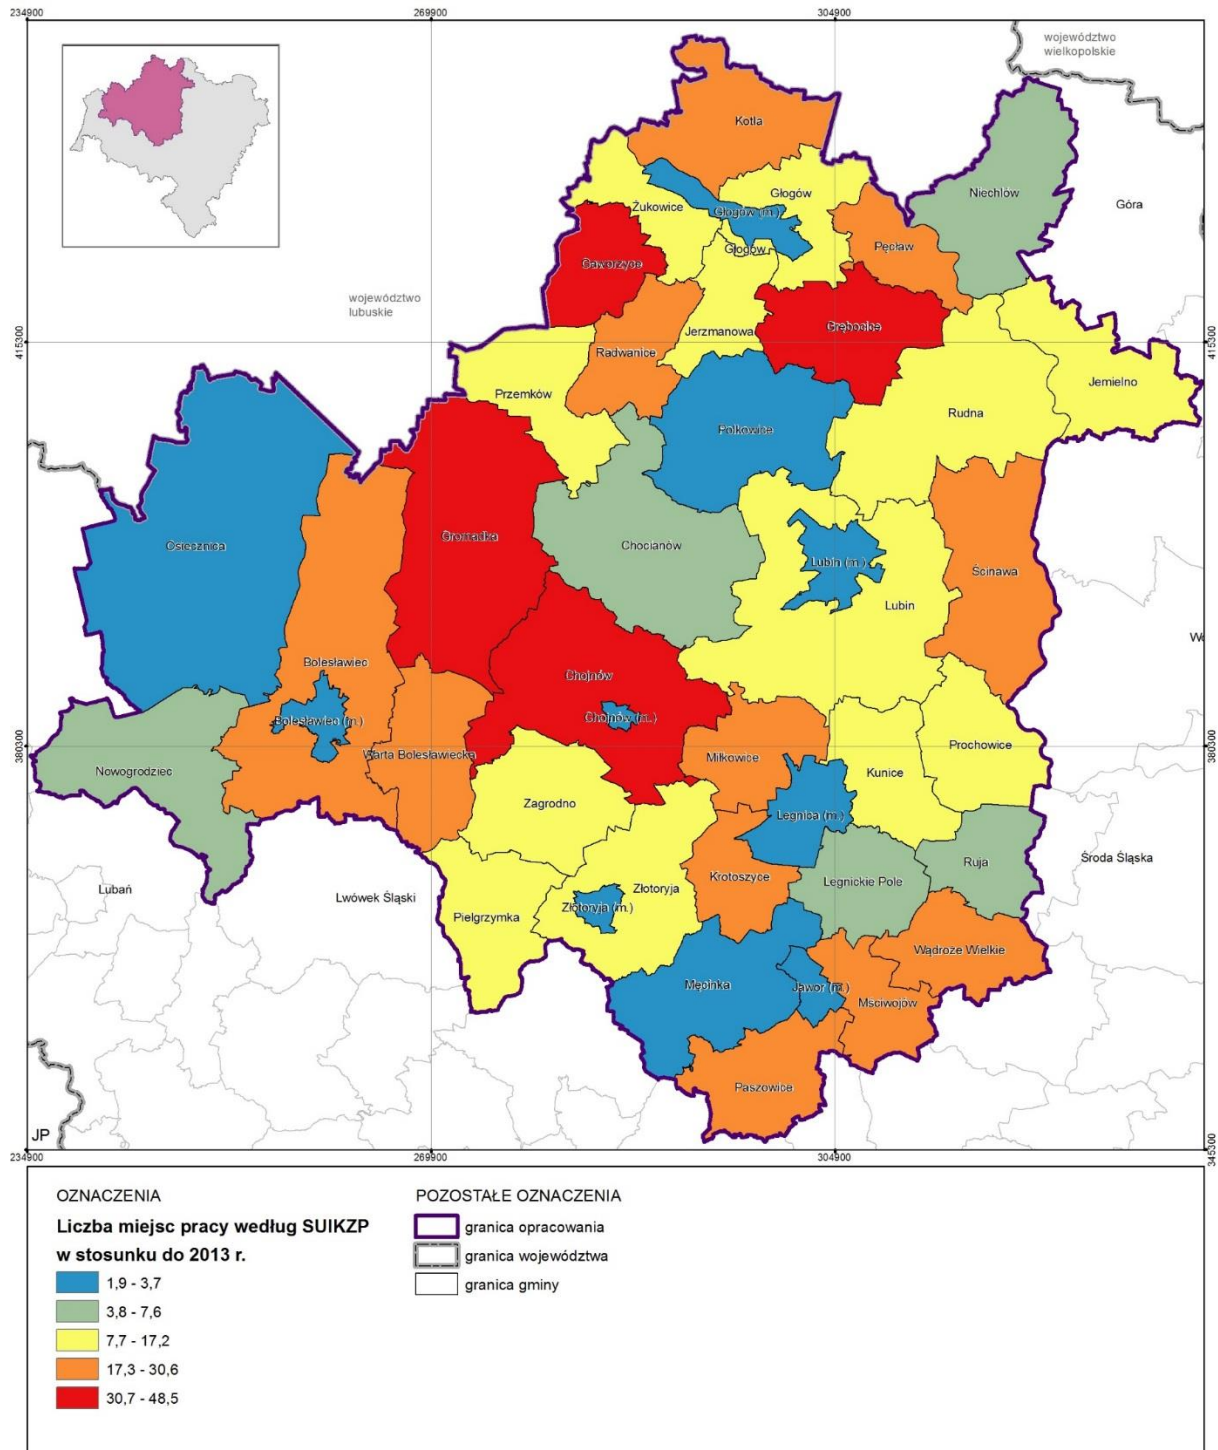 234900
269900
304900
województwo
wielkopolskie
Kotla
Niechlów
Głogów
Góra
Żukowice
Głogów (m.)
Pęcław
Głogów
Gaworzyce
województwo
lubuskie
Grębocice
Jerzmanowa
415300
415300
Radwanice
Jemielno
Przemków
Rudna
Polkowice
Gromadka
Osiecznica
Chocianów
Lubin (m.)
Ścinawa
Lubin
Wo
Bolesławiec
Chojnów
Chojnów (m.)
Bolesławiec (m.)
380300
380300
Prochowice
Warta Bolesławiecka
Miłkowice
Nowogrodziec
Kunice
Zagrodno
Legnica (m.)
Środa Śląska
Ruja
Lubań
Krotoszyce
Legnickie Pole
Złotoryja
Lwówek Śląski
Złotoryja (m.)
Pielgrzymka
Wądroże Wielkie
Męcinka
Jawor (m.)
Mściwojów
Paszowice
JP
345300
234900
269900
304900
OZNACZENIA
Liczba miejsc pracy według SUIKZP
w stosunku do 2013 r.
1,9 - 3,7
3,8 - 7,6
7,7 - 17,2
17,3 - 30,6
30,7 - 48,5
POZOSTAŁE OZNACZENIA
granica opracowania
granica województwa
granica gminy